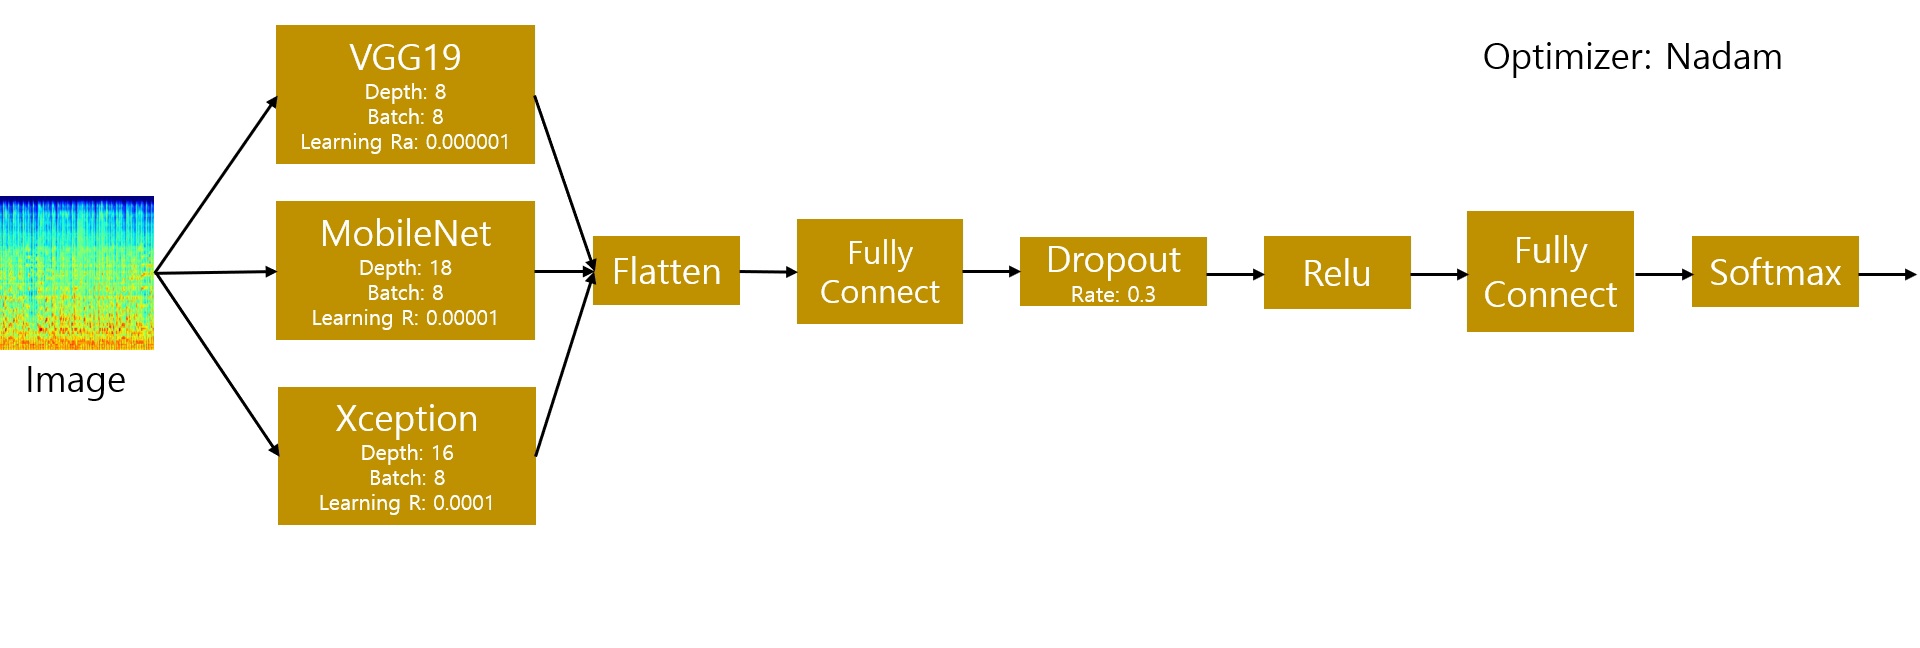 VGG19
Depth: 8
Batch: 8
Learning Ra: 0.000001
Optimizer: Nadam
MobileNet
Depth: 18
Batch: 8
Learning R: 0.00001
Image
Xception
Depth: 16
Batch: 8
Learning R: 0.0001
Flatten
Fully
Connect
Dropout
Rate: 0.3
Relu
Fully
Connect
Softmax